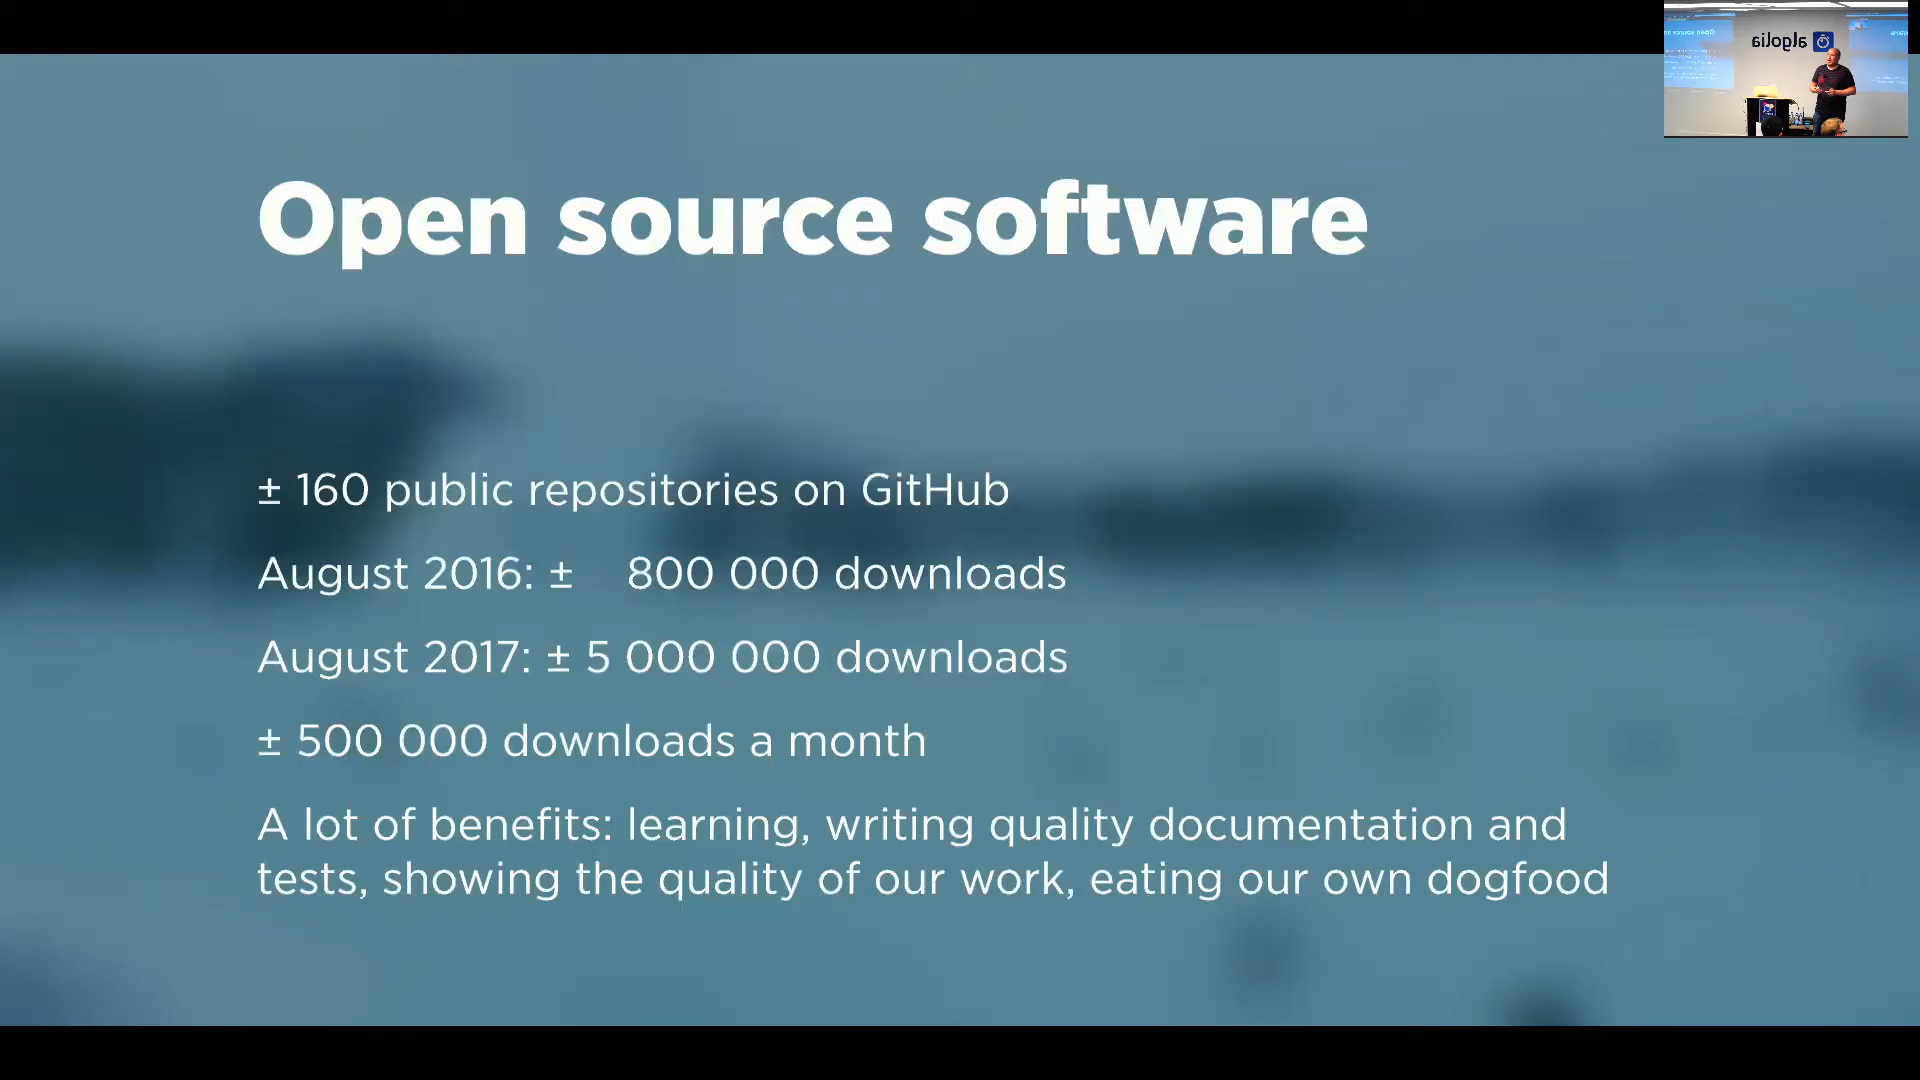 Open source software
± 160 public repositories on GitHub
August 2016: ± 800 000 downloads
August 2017: ± 5 000 000 downloads
± 500 000 downloads a month
A lot of benefits: learning, writing quality documentation and
tests, showing the quality of our work, eating our own dogfood
algolia